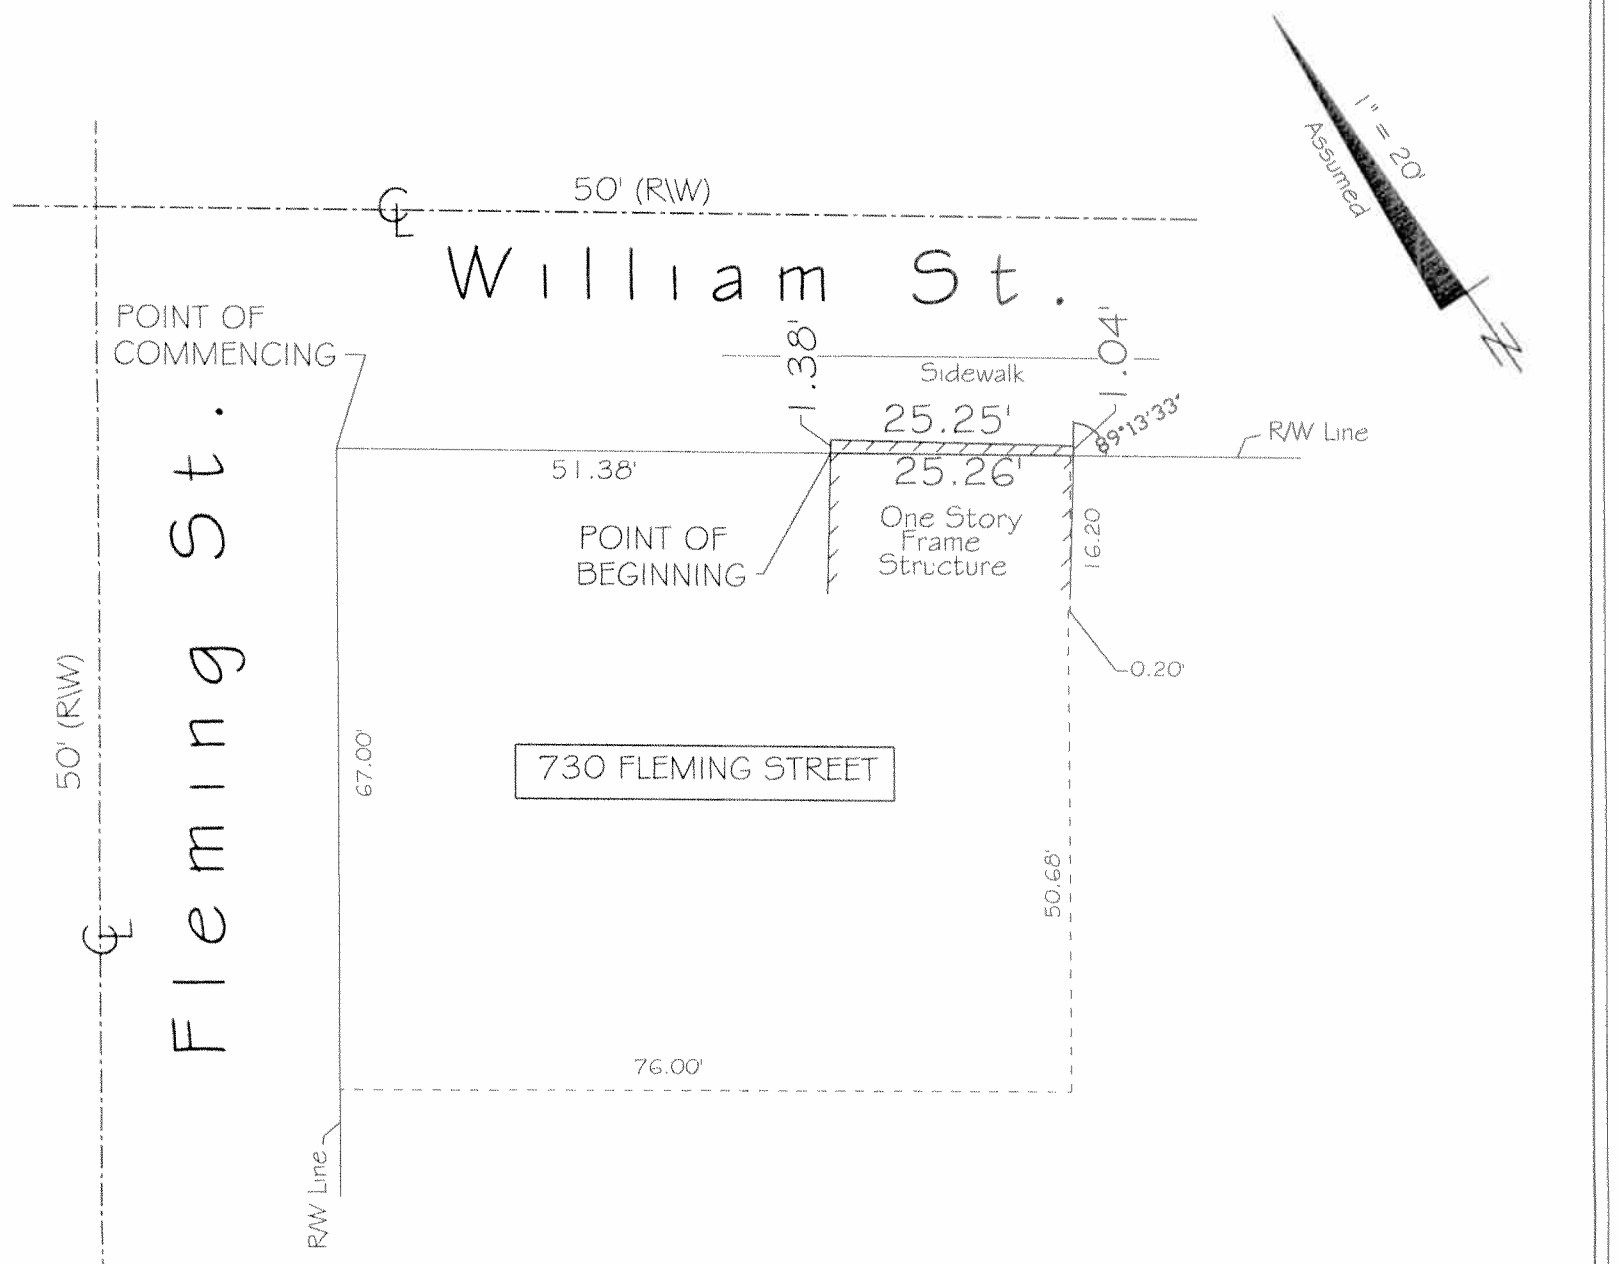 1" = 20'
Assumed
N
50' (R\W)
CL
William St.
POINT OF
COMMENCING
1.38'
1.04'
Sidewalk
25.25'
89°13'33"
R/W Line
51.38'
25.26'
POINT OF
BEGINNING
One Story
Frame
Structure
16.20
0.20'
Fleming St.
50' (R\W)
CL
67.00'
730 FLEMING STREET
50.68'
76.00'
R/W Line